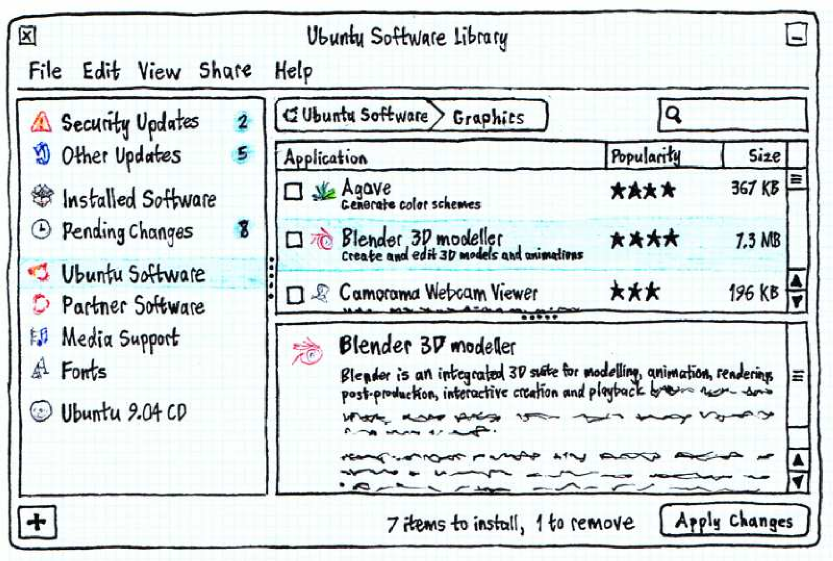 Ubuntu Software Library
File Edit View Share Help
Security Updates 2
Other Updates 5
Installed Software
Pending Changes 8
Ubuntu Software
Partner Software
Media Support
Fonts
Ubuntu 9.04 CD
Ubuntu Software Graphics
Application Popularity Size
Agave 367 KB
Generate color schemes
Blender 3D modeller 7.3 MB
Create and edit 3D models and animations
Camorama Webcam Viewer 196 KB
Blender 3D modeller
Blender is an integrated 3D suite for modelling, animation, rendering,
post-production, interactive creation and playback
7 items to install, 1 to remove Apply Changes